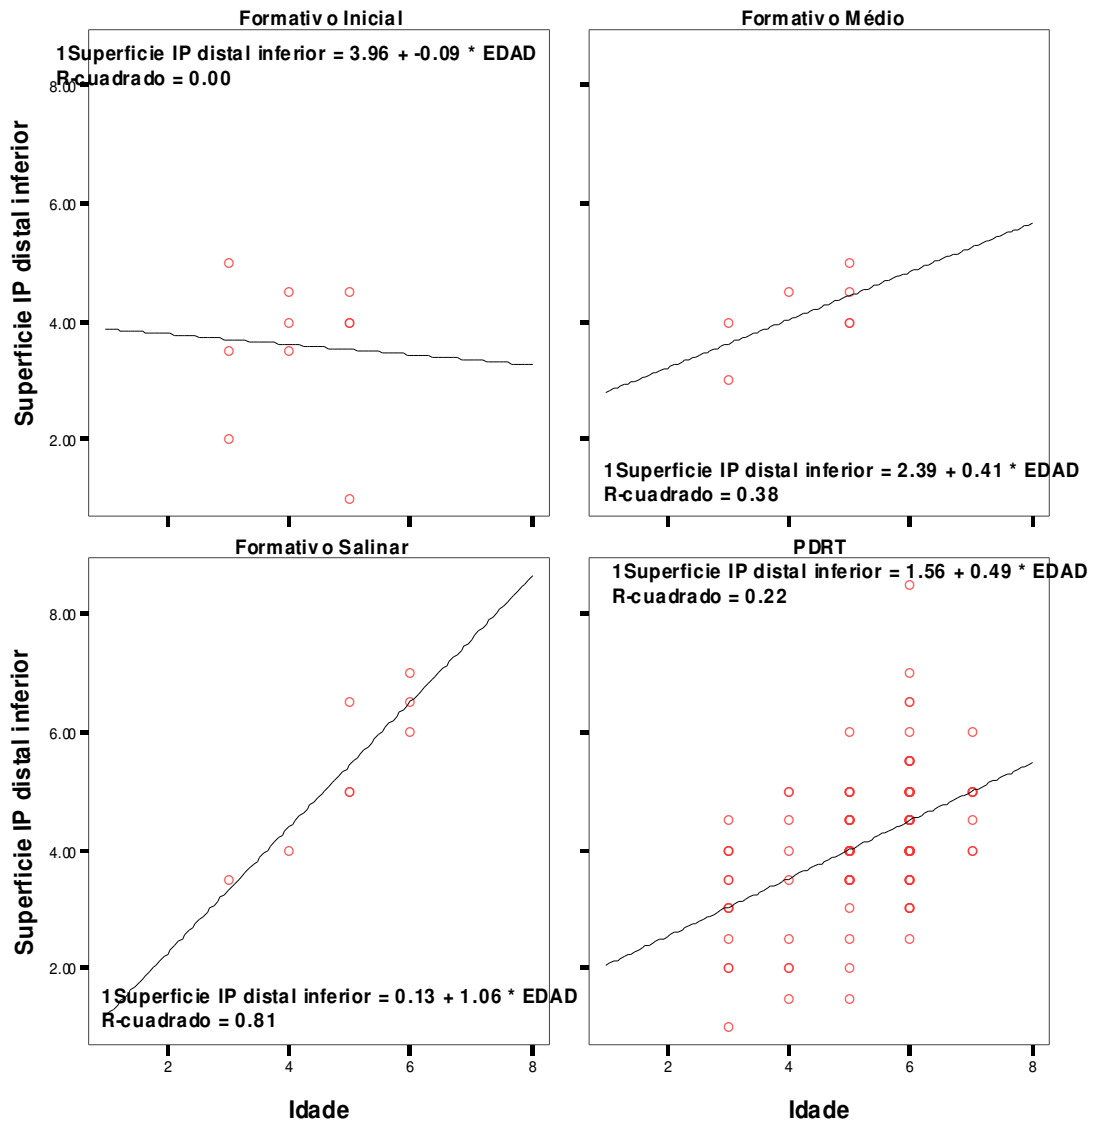 Formativo Inicial
1Superficie IP distal inferior = 3.96 + -0.09 * EDAD
R-cuadrado = 0.00
8.00
6.00
4.00
2.00
Superficie IP distal inferior
Formativo Médio
1Superficie IP distal inferior = 2.39 + 0.41 * EDAD
R-cuadrado = 0.38
Formativo Salinar
8.00
6.00
4.00
2.00
Superficie IP distal inferior
1Superficie IP distal inferior = 0.13 + 1.06 * EDAD
R-cuadrado = 0.81
2 4 6 8
Idade
PDRT
1Superficie IP distal inferior = 1.56 + 0.49 * EDAD
R-cuadrado = 0.22
2 4 6 8
Idade